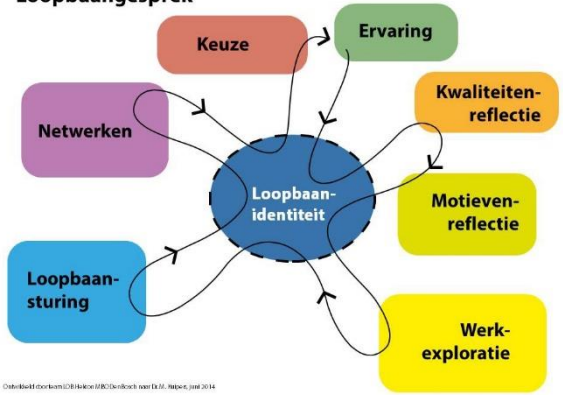 Loopbaangesprek
Keuze
Ervaring
Kwaliteiten-
reflectie
Netwerken
Loopbaan-
identiteit
Motieven-
reflectie
Loopbaan-
sturing
Werk-
exploratie
Ontwikkeld door team LOB Helicon MBO Den Bosch naar Dr. M. Kuipers, juni 2014